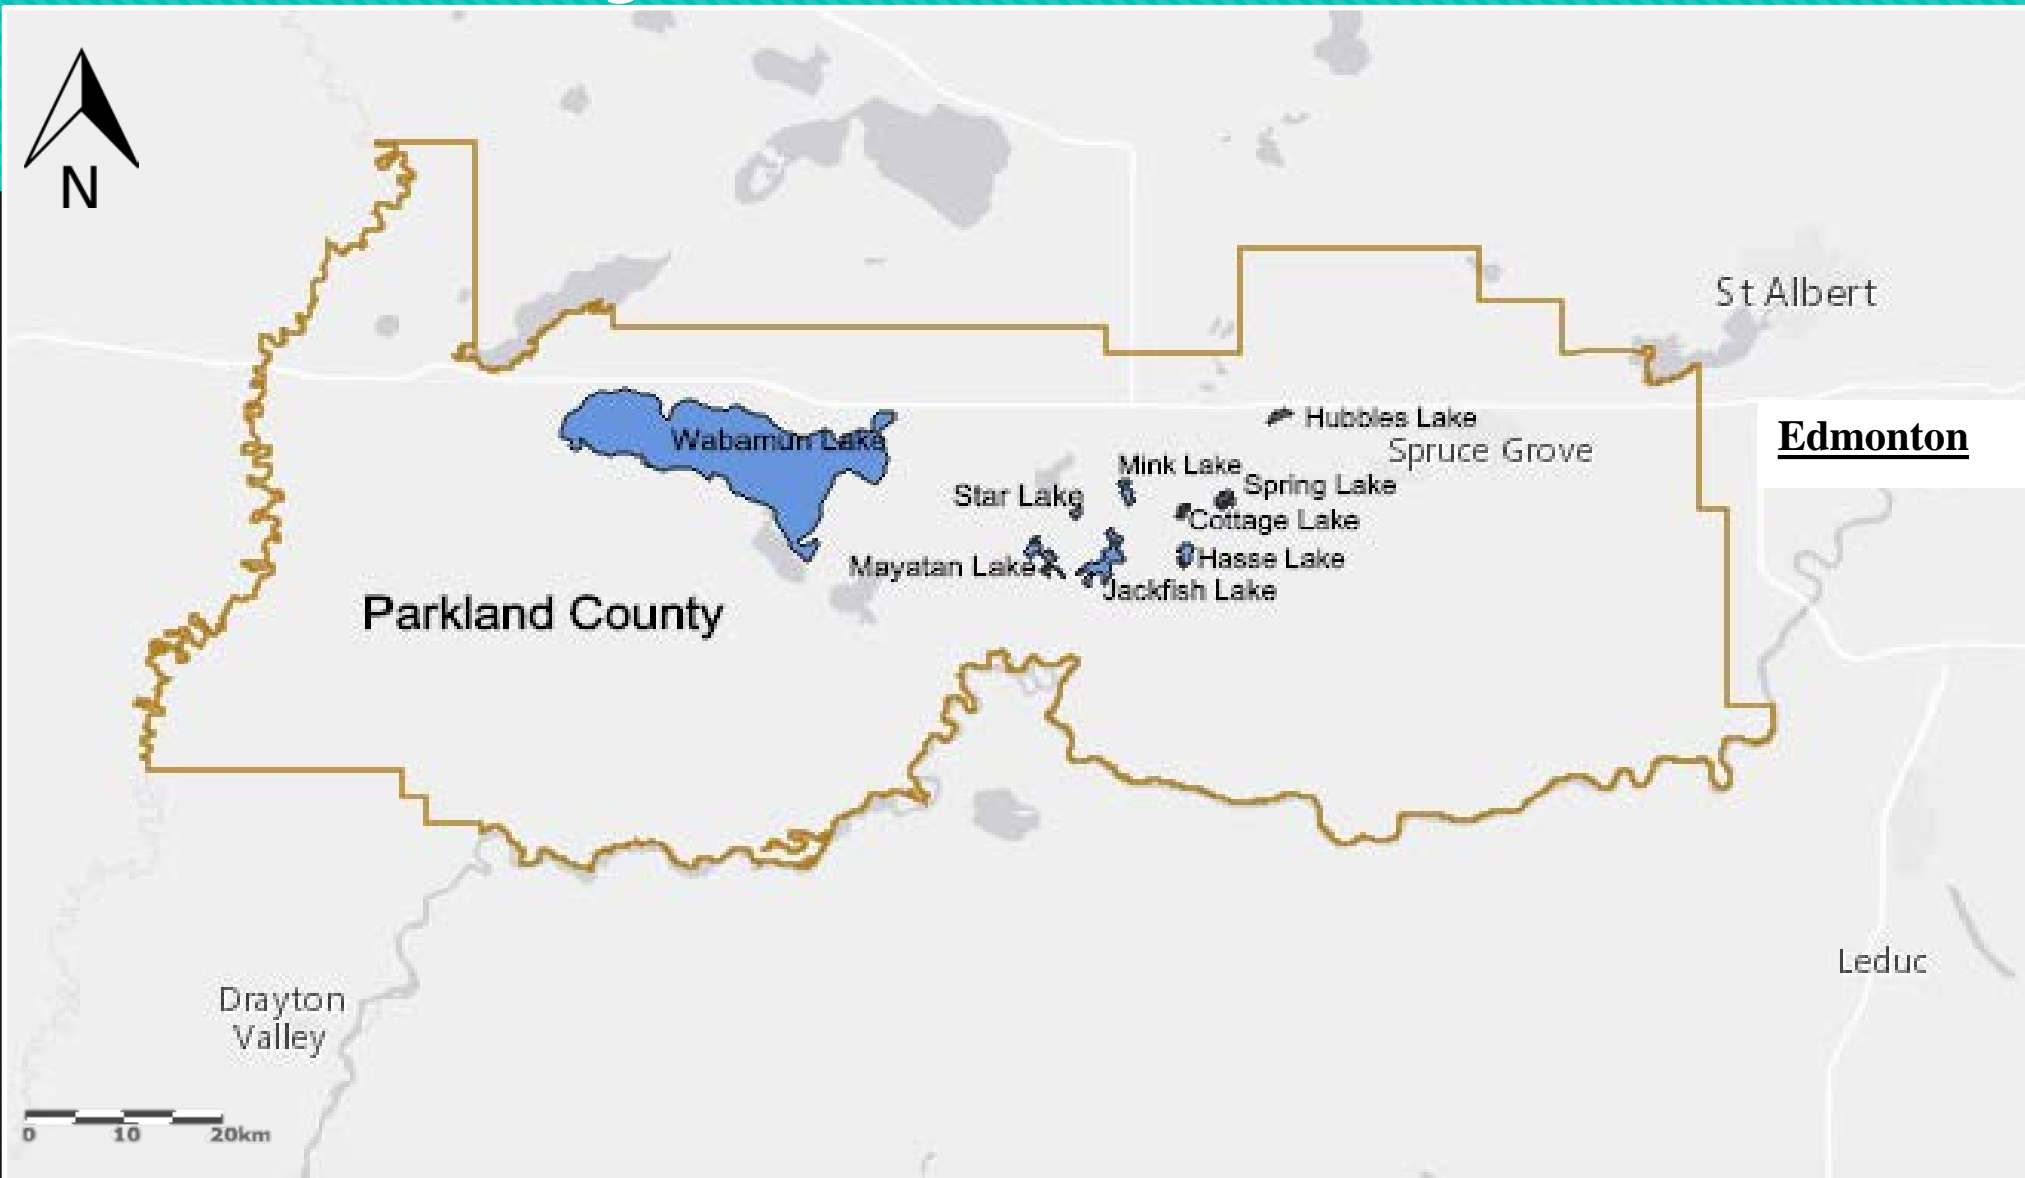 N
St Albert
Hubbles Lake
Edmonton
Wabamun Lake
Spruce Grove
Mink Lake
Star Lake
Spring Lake
Cottage Lake
Mayatan Lake
Hasse Lake
Jackfish Lake
Parkland County
Leduc
Drayton
Valley
0 10 20km